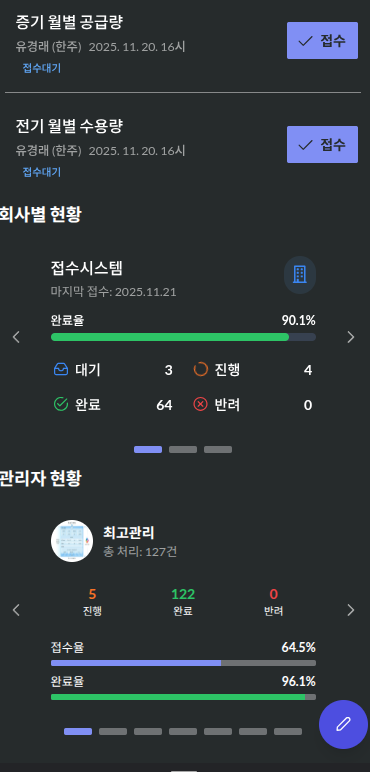 증기 월별 공급량
유경래 (한주) 2025. 11. 20. 16시
접수
접수대기
전기 월별 수용량
유경래 (한주) 2025. 11. 20. 16시
접수
접수대기
회사별 현황
접수시스템
마지막 접수: 2025.11.21
완료율 90.1%
대기 3 진행 4
완료 64 반려 0
관리자 현황
최고관리
총 처리: 127건
5 122 0
진행 완료 반려
접수율 64.5%
완료율 96.1%